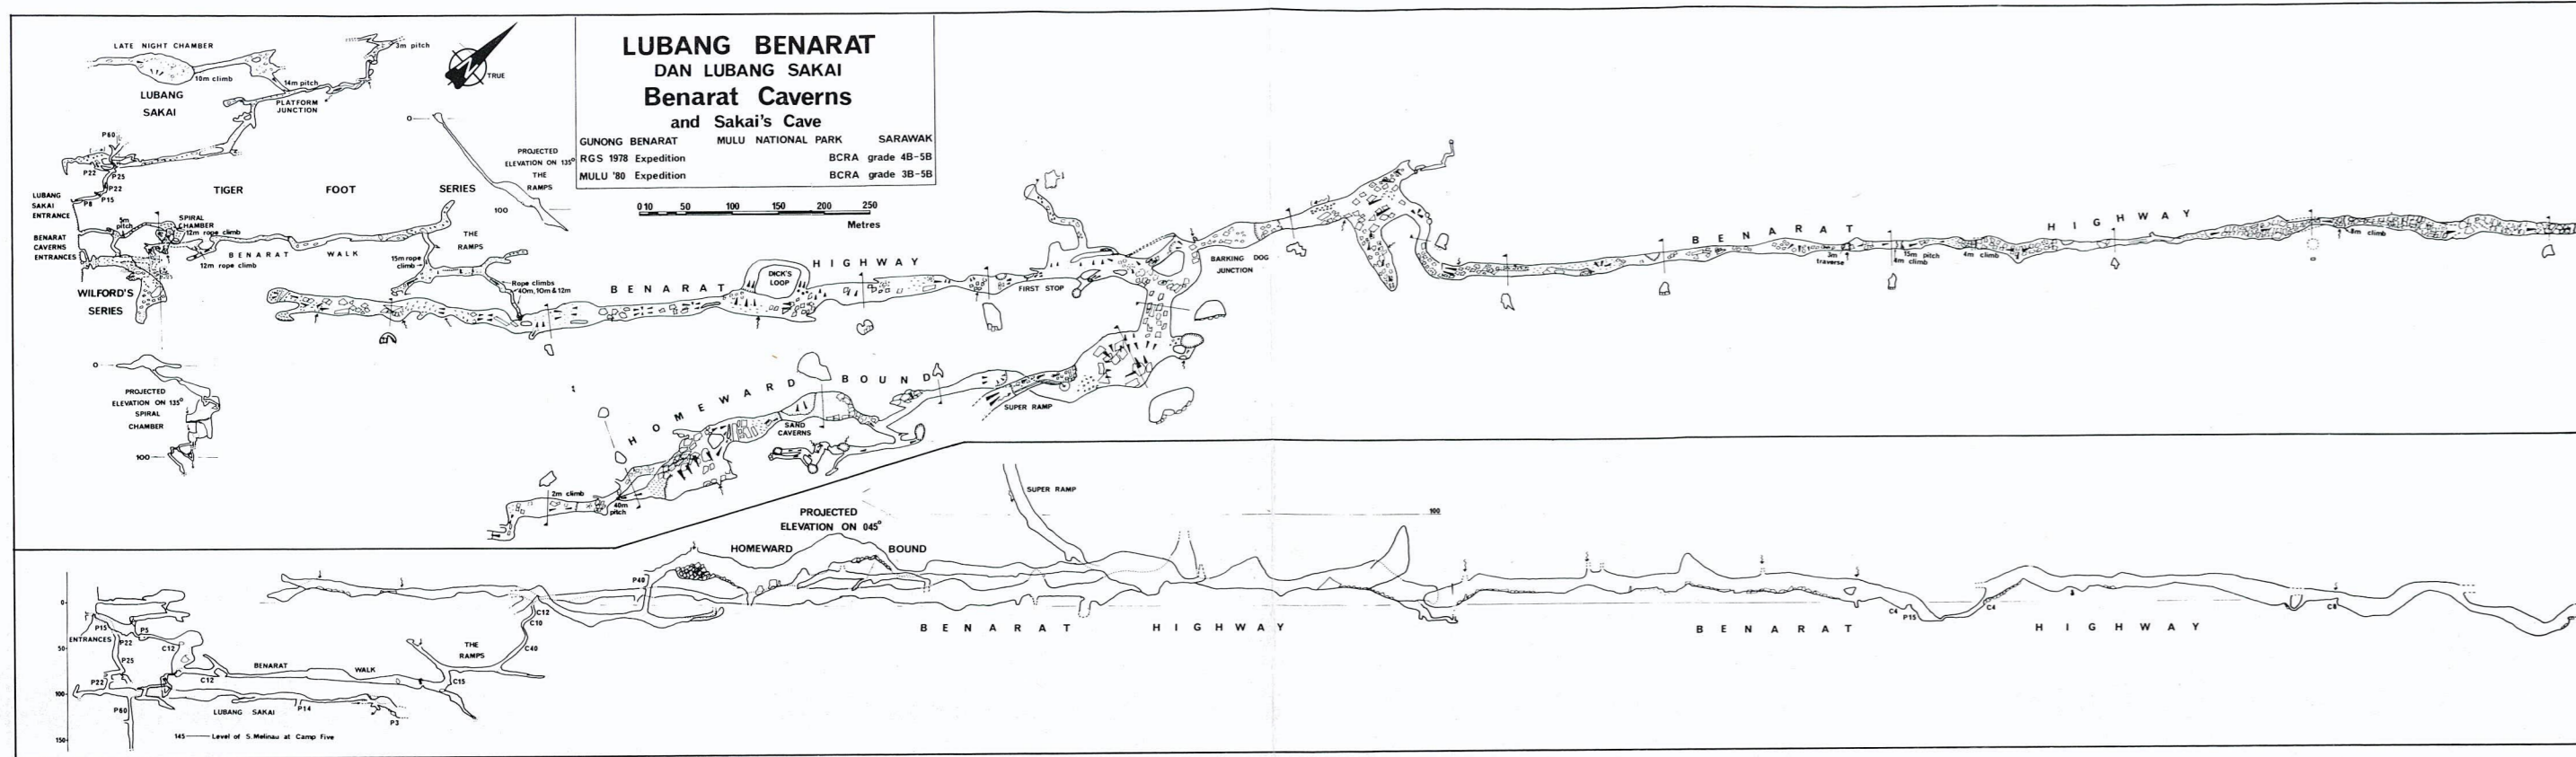 LUBANG BENARAT
DAN LUBANG SAKAI
Benarat Caverns
and Sakai's Cave
GUNONG BENARAT MULU NATIONAL PARK SARAWAK
RGS 1978 Expedition BCRA grade 4B-5B
MULU '80 Expedition BCRA grade 3B-5B
0 10 50 100 150 200 250
Metres
N
TRUE
LATE NIGHT CHAMBER
3m pitch
10m climb
14m pitch
LUBANG
SAKAI
PLATFORM
JUNCTION
P60
P22
P25
P22
P15
P8
LUBANG
SAKAI
ENTRANCE
TIGER FOOT SERIES
0
PROJECTED
ELEVATION ON 135°
THE
RAMPS
100
5m
pitch
SPIRAL
CHAMBER
12m rope climb
BENARAT
CAVERNS
ENTRANCES
12m rope climb
BENARAT WALK
THE
RAMPS
15m rope
climb
WILFORD'S
SERIES
Rope climbs
40m, 10m & 12m
BENARAT HIGHWAY
DICK'S
LOOP
FIRST STOP
BARKING DOG
JUNCTION
BENARAT HIGHWAY
3m
traverse
4m climb
15m pitch
4m climb
8m climb
0
PROJECTED
ELEVATION ON 135°
SPIRAL
CHAMBER
100
HOMEWARD BOUND
SUPER RAMP
SAND
CAVERNS
2m climb
40m
pitch
PROJECTED
ELEVATION ON 045°
SUPER RAMP
100
HOMEWARD BOUND
P40
0
50
100
150
P15
ENTRANCES
P5
P22
C12
P25
P22
P60
BENARAT WALK
C12
THE
RAMPS
C12
C10
C40
C15
LUBANG SAKAI
P14
P3
145 Level of S.Melinau at Camp Five
BENARAT HIGHWAY
BENARAT HIGHWAY
C4
P15
C4
C8